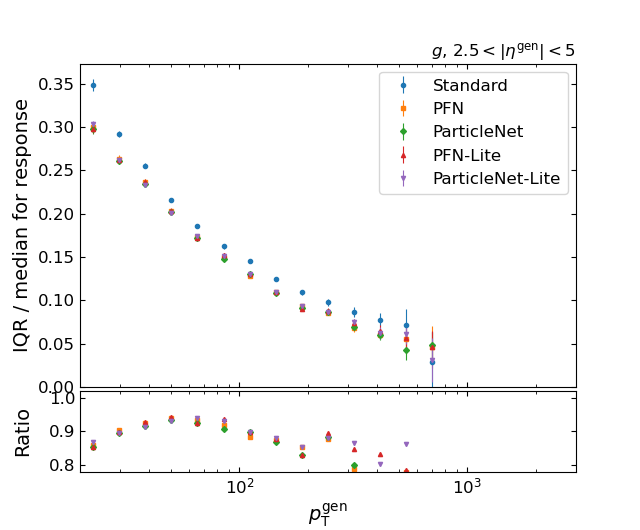 g, 2.5 < |η^gen| < 5
IQR / median for response
0.35
0.30
0.25
0.20
0.15
0.10
0.05
0.00
Standard
PFN
ParticleNet
PFN-Lite
ParticleNet-Lite
Ratio
1.0
0.9
0.8
10^2
10^3
p_T^gen